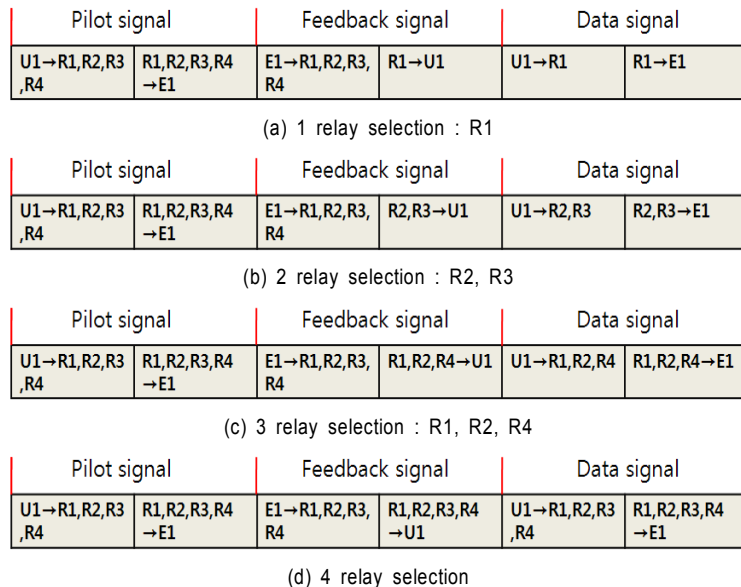 Pilot signal Feedback signal Data signal
U1→R1,R2,R3 R1,R2,R3,R4 E1→R1,R2,R3, R1→U1 U1→R1 R1→E1
,R4 →E1 R4
(a) 1 relay selection : R1
Pilot signal Feedback signal Data signal
U1→R1,R2,R3 R1,R2,R3,R4 E1→R1,R2,R3, R2,R3→U1 U1→R2,R3 R2,R3→E1
,R4 →E1 R4
(b) 2 relay selection : R2, R3
Pilot signal Feedback signal Data signal
U1→R1,R2,R3 R1,R2,R3,R4 E1→R1,R2,R3, R1,R2,R4→U1 U1→R1,R2,R4 R1,R2,R4→E1
,R4 →E1 R4
(c) 3 relay selection : R1, R2, R4
Pilot signal Feedback signal Data signal
U1→R1,R2,R3 R1,R2,R3,R4 E1→R1,R2,R3, R1,R2,R3,R4 U1→R1,R2,R3 R1,R2,R3,R4
,R4 →E1 R4 →U1 ,R4 →E1
(d) 4 relay selection